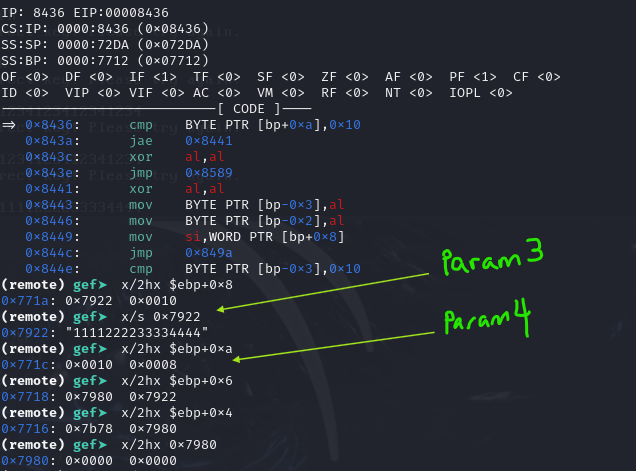 IP: 8436 EIP:00008436
CS:IP: 0000:8436 (0×08436)
SS:SP: 0000:72DA (0×072DA)
SS:BP: 0000:7712 (0×07712)
OF <0> DF <0> IF <1> TF <0> SF <0> ZF <0> AF <0> PF <1> CF <0>
ID <0> VIP <0> VIF <0> AC <0> VM <0> RF <0> NT <0> IOPL <0>
[ CODE ]
⇒ 0×8436: cmp BYTE PTR [bp+0×a],0×10
0×843a: jae 0×8441
0×843c: xor al,al
0×843e: jmp 0×8589
0×8441: xor al,al
0×8443: mov BYTE PTR [bp-0×3],al
0×8446: mov BYTE PTR [bp-0×2],al
0×8449: mov si,WORD PTR [bp+0×8]
0×844c: jmp 0×849a
0×844e: cmp BYTE PTR [bp-0×3],0×10
(remote) gef➤ x/2hx $ebp+0×8
0×771a: 0×7922 0×0010
(remote) gef➤ x/s 0×7922
0×7922: "1111222233334444"
(remote) gef➤ x/2hx $ebp+0×a
0×771c: 0×0010 0×0008
(remote) gef➤ x/2hx $ebp+0×6
0×7718: 0×7980 0×7922
(remote) gef➤ x/2hx $ebp+0×4
0×7716: 0×7b78 0×7980
(remote) gef➤ x/2hx 0×7980
0×7980: 0×0000 0×0000
Param3
Param4